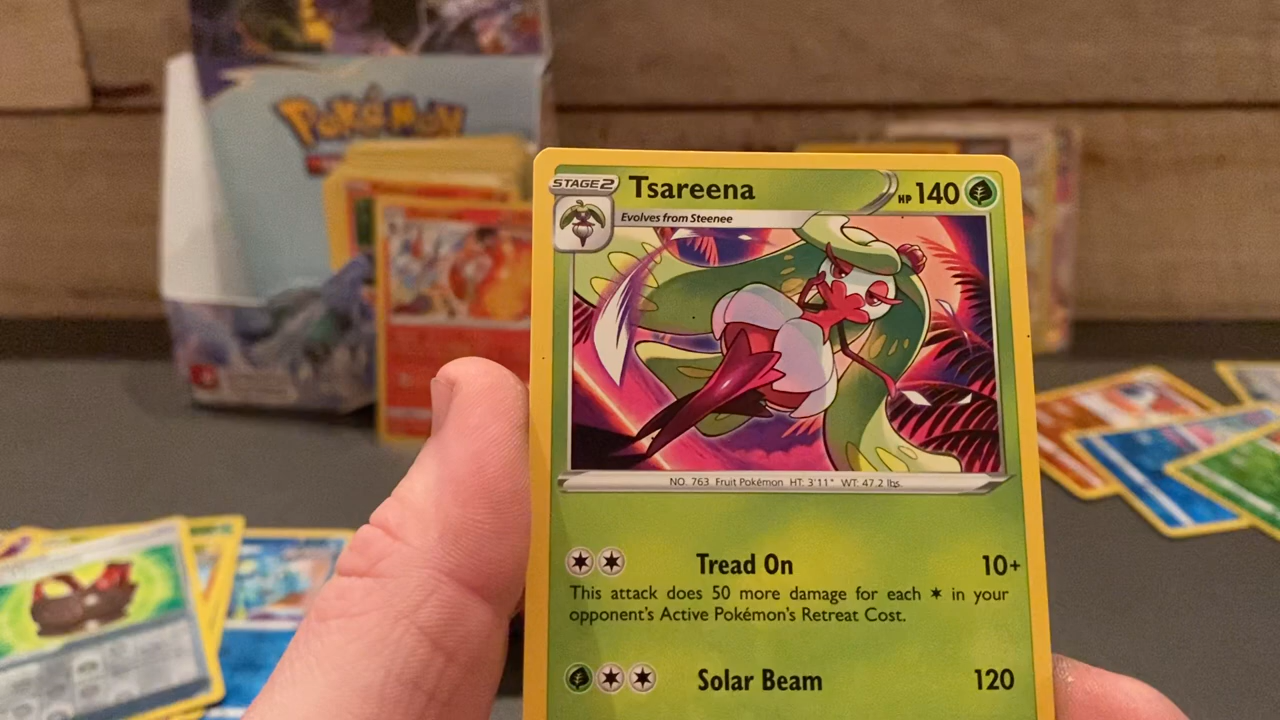 Pokémon
STAGE2
Tsareena
HP 140
Evolves from Steenee
NO. 763 Fruit Pokémon HT: 3'11" WT: 47.2 lbs.
Tread On 10+
This attack does 50 more damage for each in your
opponent's Active Pokémon's Retreat Cost.
Solar Beam 120